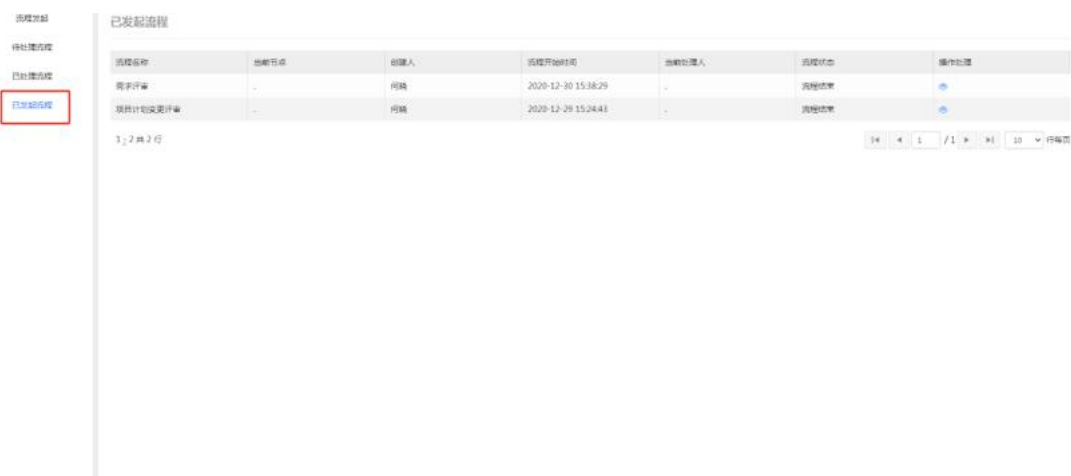 流程发起
待处理流程
已处理流程
已发起流程
已发起流程
流程名称 当前节点 创建人 流程开始时间 当前处理人 流程状态 操作处理
需求评审 - 何 2020-12-30 15:38:29 - 流程结束
项目计划变更评审 - 何 2020-12-29 15:24:43 - 流程结束
1 - 2 共 2 行
1 / 1 10 行每页